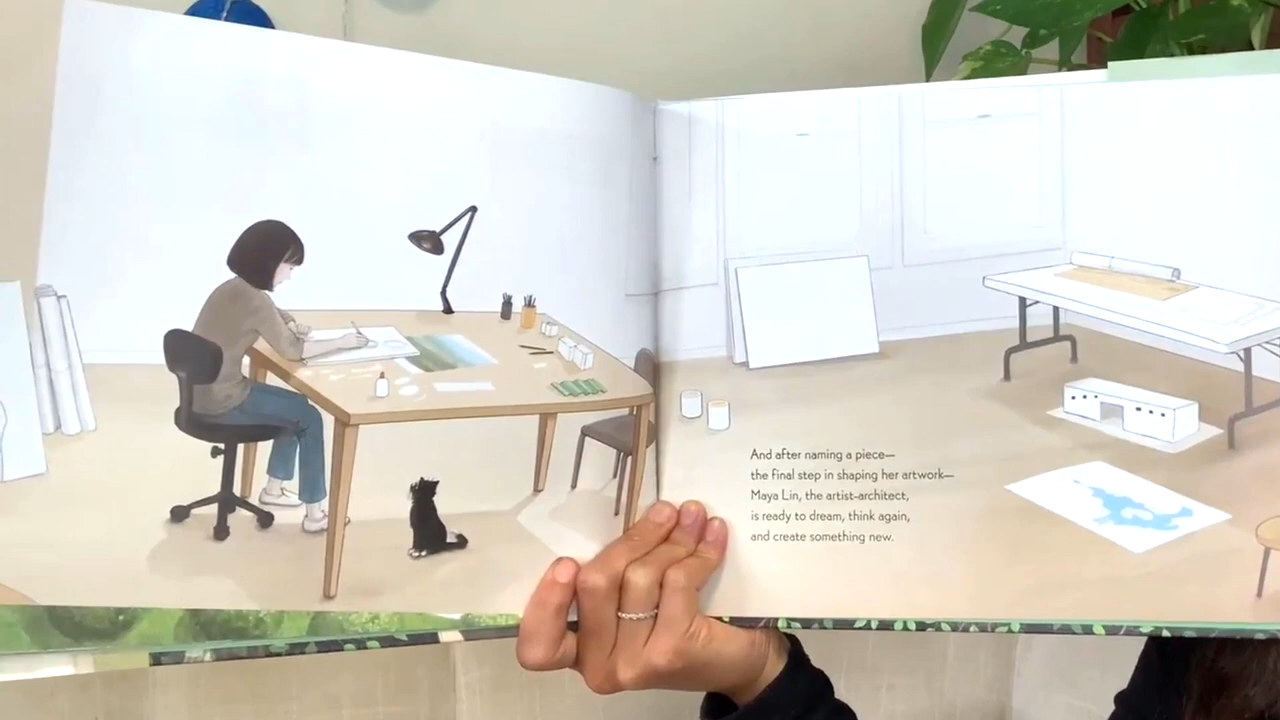 And after naming a piece—
the final step in shaping her artwork—
Maya Lin, the artist-architect,
is ready to dream, think again,
and create something new.